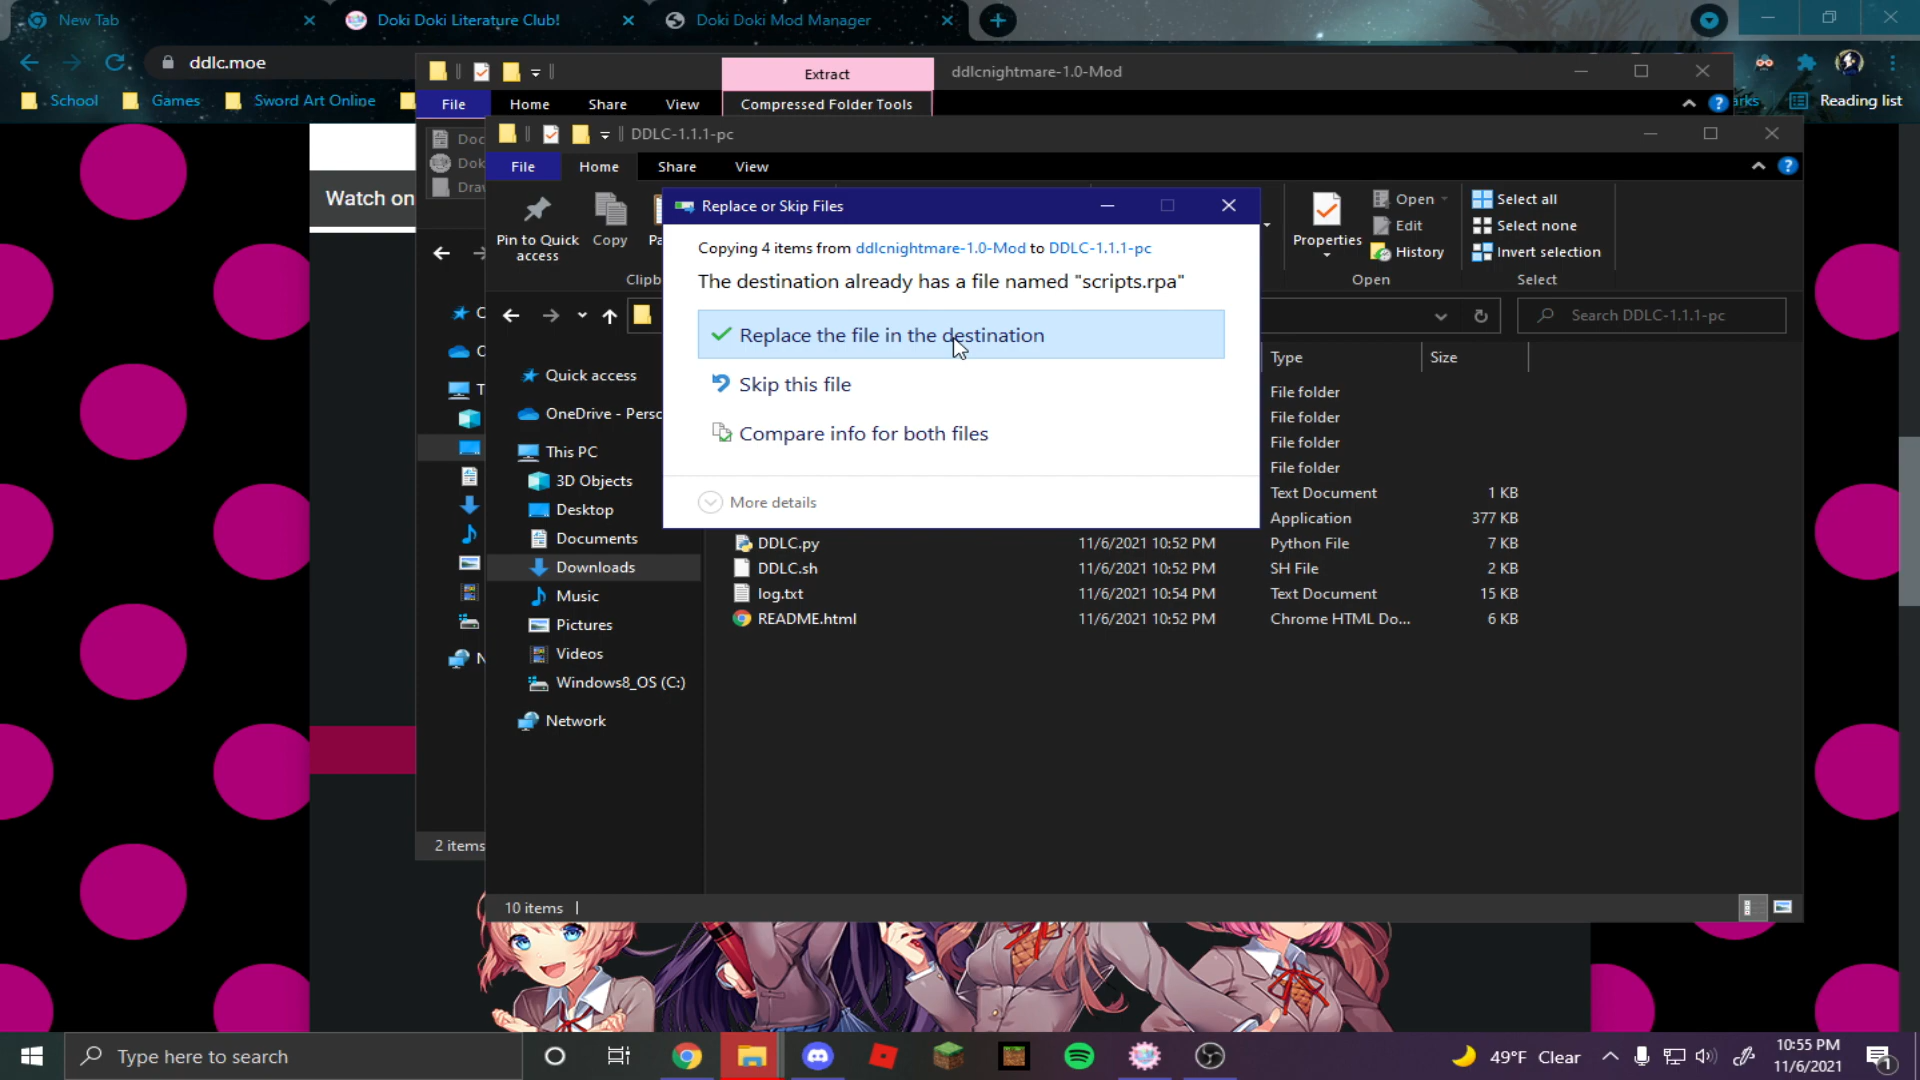 New Tab
Doki Doki Literature Club!
Doki Doki Mod Manager
ddlc.moe
School
Games
Sword Art Online
Reading list
Extract
ddlcnightmare-1.0-Mod
File
Home
Share
View
Compressed Folder Tools
DDLC-1.1.1-pc
File
Home
Share
View
Watch on
Pin to Quick access
Copy
Clipb
Properties
Open
Edit
History
Open
Select all
Select none
Invert selection
Select
Replace or Skip Files
Copying 4 items from ddlcnightmare-1.0-Mod to DDLC-1.1.1-pc
The destination already has a file named "scripts.rpa"
Replace the file in the destination
Skip this file
Compare info for both files
More details
Search DDLC-1.1.1-pc
Type
Size
Quick access
OneDrive - Perso
This PC
3D Objects
Desktop
Documents
Downloads
Music
Pictures
Videos
Windows8_OS (C:)
Network
File folder
File folder
File folder
File folder
Text Document 1 KB
Application 377 KB
DDLC.py 11/6/2021 10:52 PM Python File 7 KB
DDLC.sh 11/6/2021 10:52 PM SH File 2 KB
log.txt 11/6/2021 10:54 PM Text Document 15 KB
README.html 11/6/2021 10:52 PM Chrome HTML Do... 6 KB
2 items
10 items
Type here to search
49°F Clear
10:55 PM
11/6/2021
1